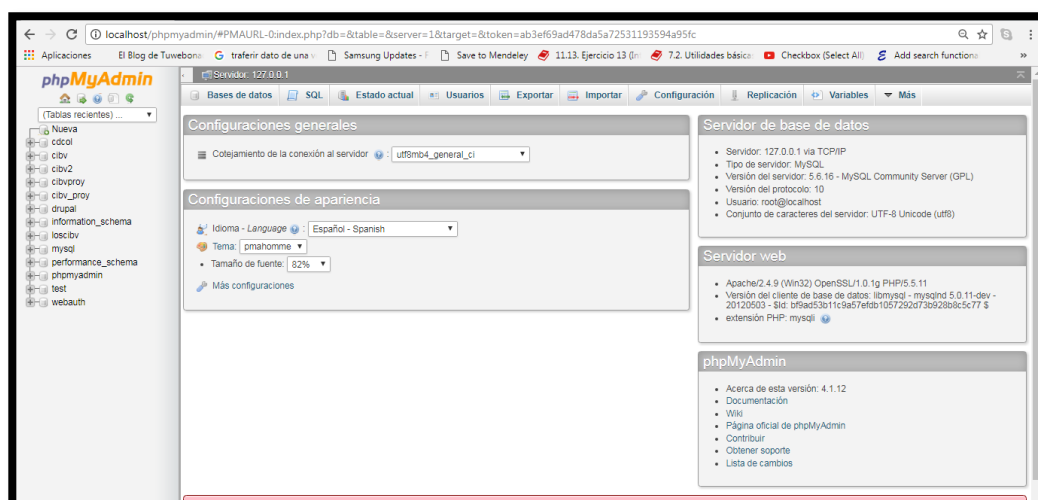 localhost/phpmyadmin/#PMAURL-0:index.php?db=&table=&server=1&target=&token=ab3ef69ad478da5a72531193594a95fc
Aplicaciones El Blog de Tuwebona traferir dato de una v Samsung Updates - F Save to Mendeley 11.13. Ejercicio 13 (In 7.2. Utilidades básica Checkbox (Select All) Add search functiona »
phpMyAdmin
(Tablas recientes) ...
Nueva
cdcol
cibv
cibv2
cibvproy
cibv_proy
drupal
information_schema
loscibv
mysql
performance_schema
phpmyadmin
test
webauth
Servidor: 127.0.0.1
Bases de datos SQL Estado actual Usuarios Exportar Importar Configuración Replicación Variables Más
Configuraciones generales
Cotejamiento de la conexión al servidor : utf8mb4_general_ci
Configuraciones de apariencia
Idioma - Language : Español - Spanish
Tema: pmahomme
• Tamaño de fuente: 82%
Más configuraciones
Servidor de base de datos
• Servidor: 127.0.0.1 via TCP/IP
• Tipo de servidor: MySQL
• Versión del servidor: 5.6.16 - MySQL Community Server (GPL)
• Versión del protocolo: 10
• Usuario: root@localhost
• Conjunto de caracteres del servidor: UTF-8 Unicode (utf8)
Servidor web
• Apache/2.4.9 (Win32) OpenSSL/1.0.1g PHP/5.5.11
• Versión del cliente de base de datos: libmysql - mysqlnd 5.0.11-dev -
20120503 - $Id: bf9ad53b11c9a57efdb1057292d73b928b8c5c77 $
• extensión PHP: mysqli
phpMyAdmin
• Acerca de esta versión: 4.1.12
• Documentación
• Wiki
• Página oficial de phpMyAdmin
• Contribuir
• Obtener soporte
• Lista de cambios